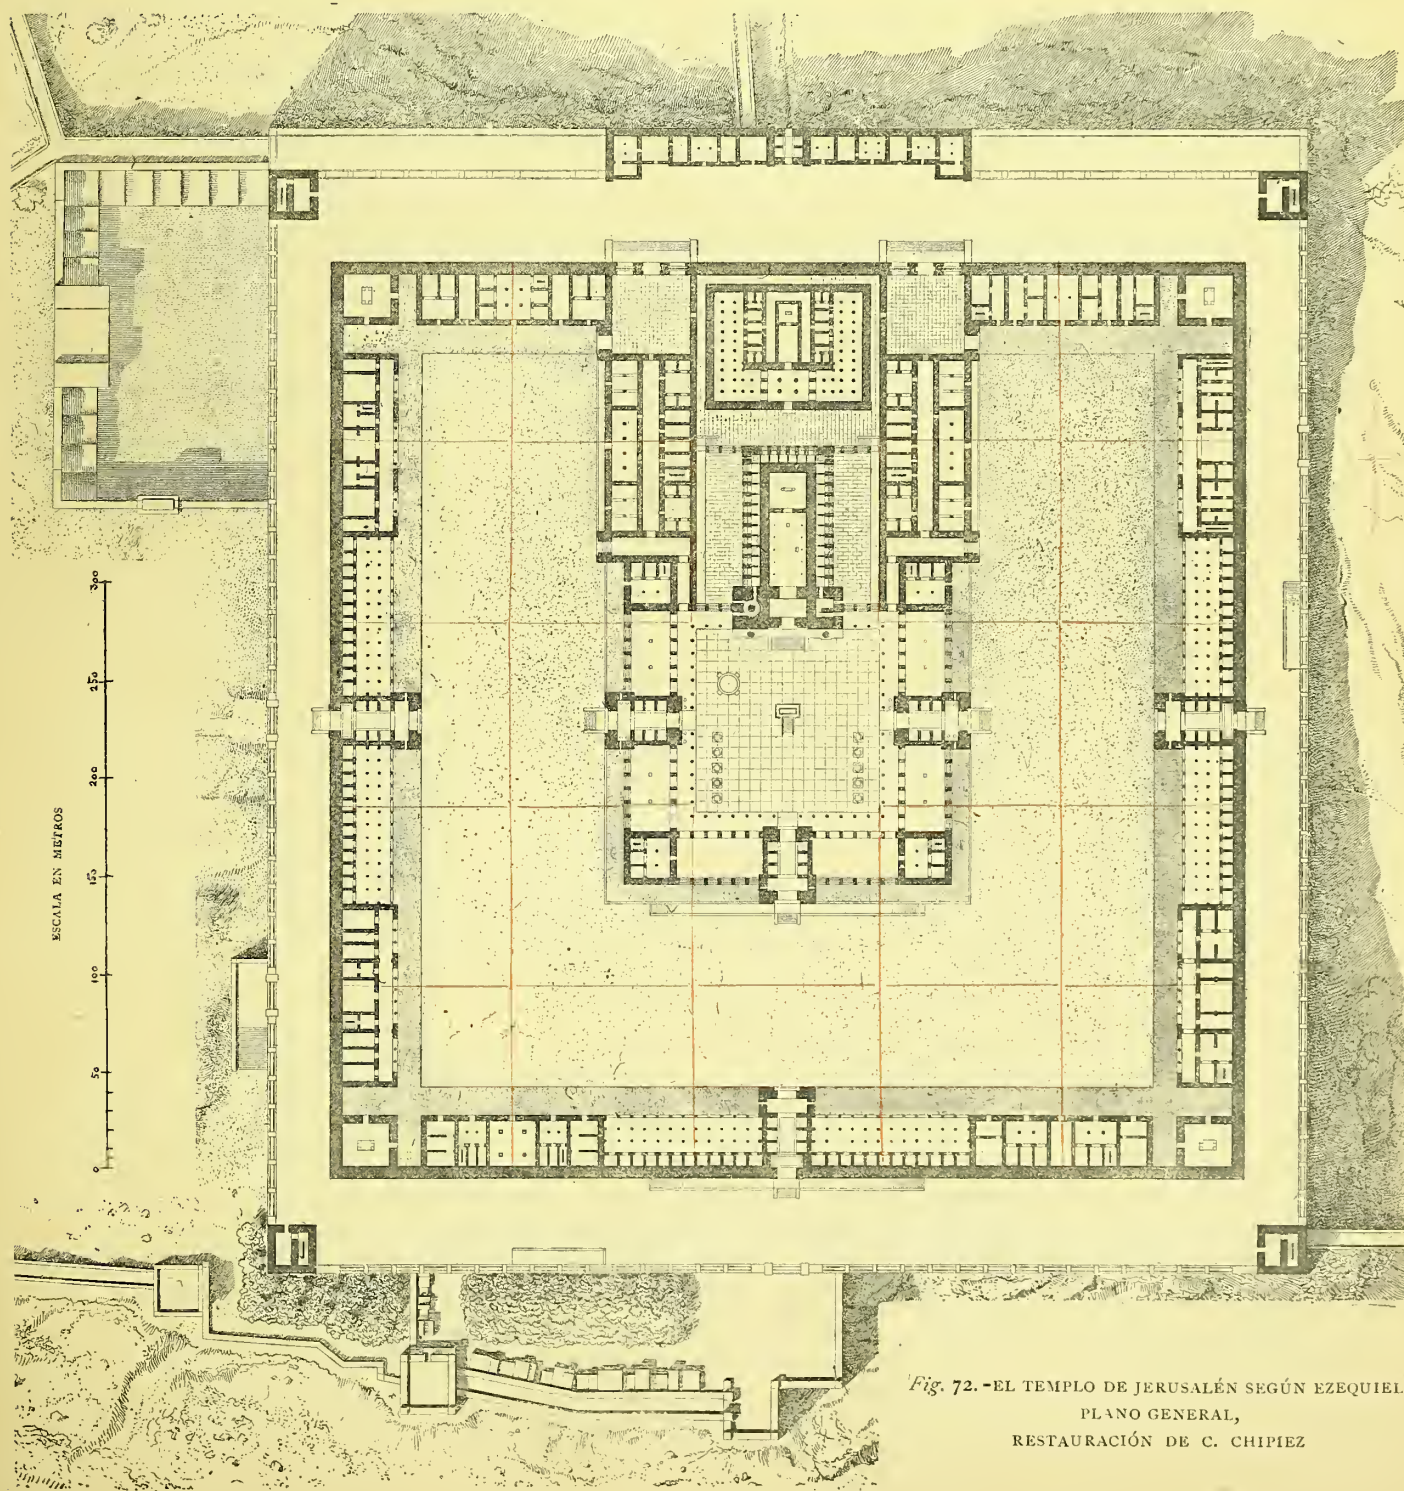 ESCALA EN METROS
300
250
200
150
100
50
0
Fig. 72.-EL TEMPLO DE JERUSALÉN SEGÚN EZEQUIEL
PLANO GENERAL,
RESTAURACIÓN DE C. CHIPIEZ